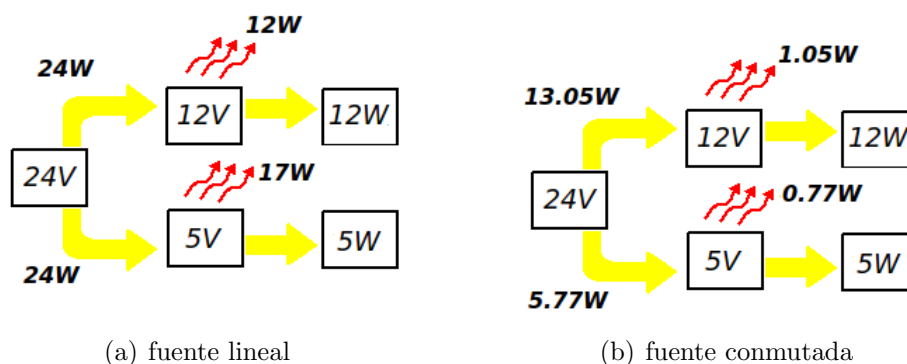 12W
24W
12V
12W
24V
17W
5V
5W
24W
(a) fuente lineal
1.05W
13.05W
12V
12W
24V
0.77W
5V
5W
5.77W
(b) fuente conmutada